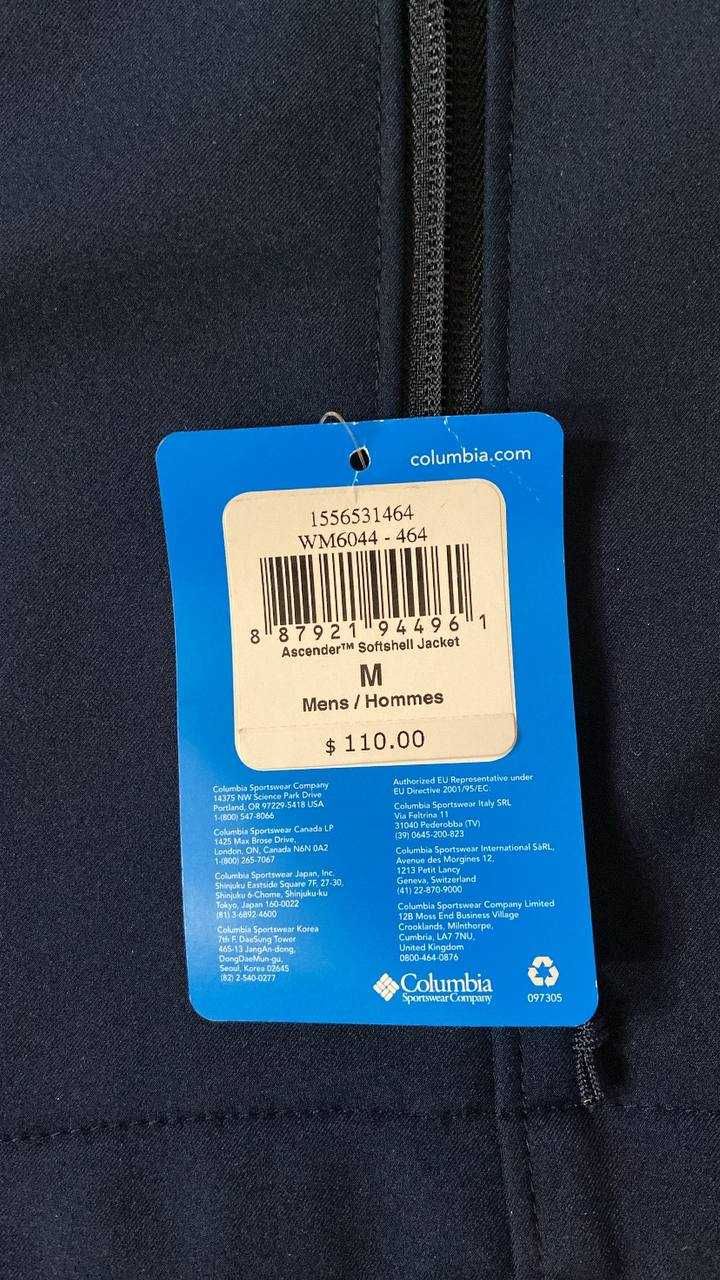 columbia.com
1556531464
WM6044 - 464
8 87921 94496 1
Ascender™ Softshell Jacket
M
Mens / Hommes
$ 110.00
Columbia Sportswear Company
14375 NW Science Park Drive
Portland, OR 97229-5418 USA
1-(800) 547-8066
Columbia Sportswear Canada LP
1425 Max Brose Drive,
London, ON, Canada N6N 0A2
1-(800) 265-7067
Columbia Sportswear Japan, Inc.
Shinjuku Eastside Square 7F, 27-30,
Shinjuku 6-Chome, Shinjuku-ku
Tokyo, Japan 160-0022
(81) 3-6892-4600
Columbia Sportswear Korea
7th F. DaeSung Tower
465-13 JangAn-dong,
DongDaeMun-gu,
Seoul, Korea 02645
(82) 2-540-0277
Authorized EU Representative under
EU Directive 2001/95/EC.
Columbia Sportswear Italy SRL
Via Feltrina 11
31040 Pederobba (TV)
(39) 0645-200-823
Columbia Sportswear International SàRL,
Avenue des Morgines 12,
1213 Petit Lancy
Geneva, Switzerland
(41) 22-870-9000
Columbia Sportswear Company Limited
12B Moss End Business Village
Crooklands, Milnthorpe,
Cumbria, LA7 7NU,
United Kingdom
0800-464-0876
Columbia
Sportswear Company
097305